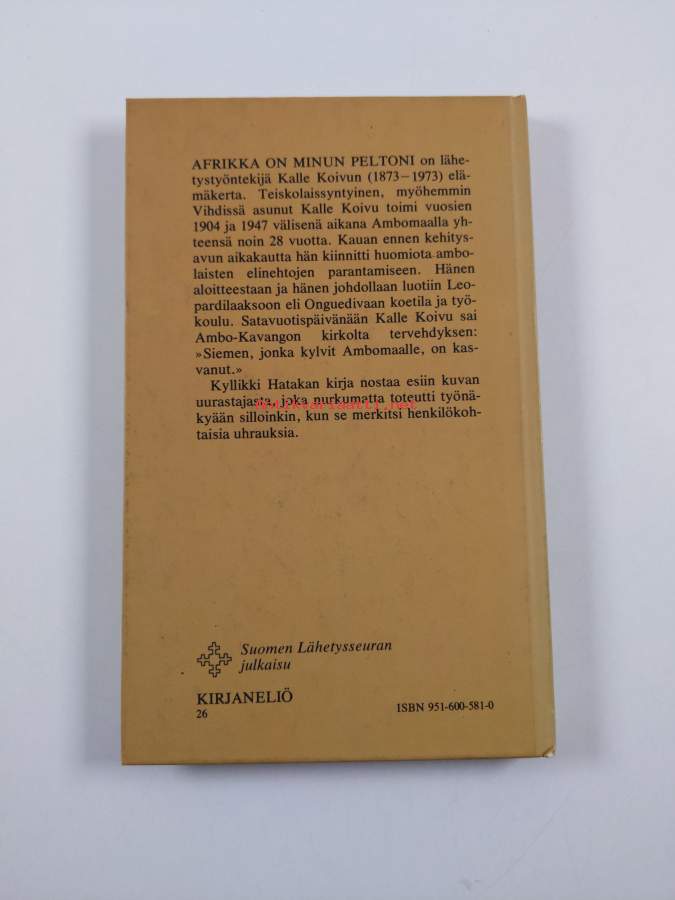 AFRIKKA ON MINUN PELTONI on lähe-
tystyöntekijä Kalle Koivun (1873—1973) elä-
mäkerta. Teiskolaissyntyinen, myöhemmin
Vihdissä asunut Kalle Koivu toimi vuosien
1904 ja 1947 välisenä aikana Ambomaalla yh-
teensä noin 28 vuotta. Kauan ennen kehitys-
avun aikakautta hän kiinnitti huomiota ambo-
laisten elinehtojen parantamiseen. Hänen
aloitteestaan ja hänen johdollaan luotiin Leo-
pardilaaksoon eli Onguedivaan koetila ja työ-
koulu. Satavuotispäivänään Kalle Koivu sai
Ambo-Kavangon kirkolta tervehdyksen:
»Siemen, jonka kylvit Ambomaalle, on kas-
vanut.»
Kyllikki Hatakan kirja nostaa esiin kuvan
uurastajasta, joka nurkumatta toteutti työnä-
Antikvariaatti.net
kyään silloinkin, kun se merkitsi henkilökoh-
taisia uhrauksia.
Suomen Lähetysseuran
julkaisu
KIRJANELIÖ
26
ISBN 951-600-581-0